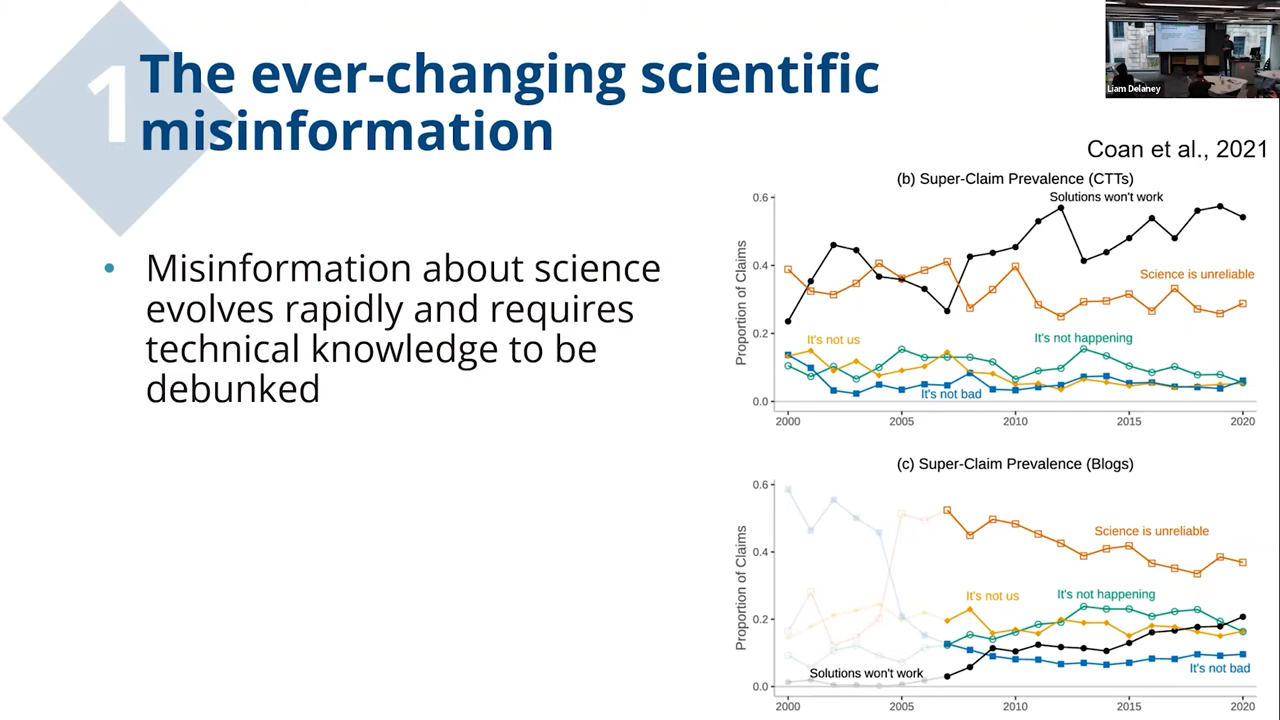 1
The ever-changing scientific
misinformation
Liam Delaney
• Misinformation about science
evolves rapidly and requires
technical knowledge to be
debunked
Coan et al., 2021
(b) Super-Claim Prevalence (CTTs)
Solutions won't work
Science is unreliable
It's not us
It's not happening
It's not bad
Proportion of Claims
0.6
0.4
0.2
0.0
2000 2005 2010 2015 2020
(c) Super-Claim Prevalence (Blogs)
Science is unreliable
It's not us
It's not happening
Solutions won't work
It's not bad
Proportion of Claims
0.6
0.4
0.2
0.0
2000 2005 2010 2015 2020